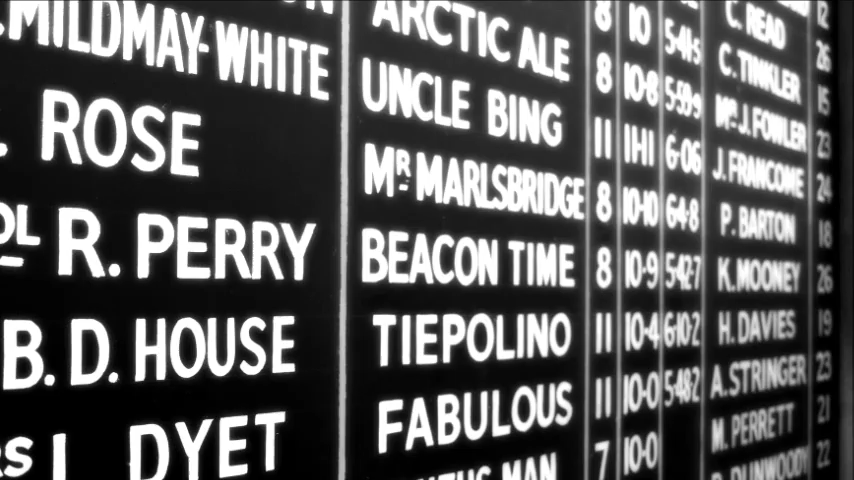 12
C. READ 26
8 10 5-41-5 C. TINKLER 15
ARCTIC ALE 8 10-8 5-59-9 MR J. FOWLER 23
MILDMAY-WHITE UNCLE BING 11 11-1 6-06 J. FRANCOME 24
ROSE MR MARLSBRIDGE 8 10-10 6-4-8 P. BARTON 18
R. PERRY BEACON TIME 8 10-9 5-42-7 K. MOONEY 26
B. D. HOUSE TIEPOLINO 11 10-4 6-10-2 H. DAVIES 19
DYET FABULOUS 11 10-0 5-48-2 A. STRINGER 23
MAN 7 10-0 M. PERRETT 21
DUNWOODY 22